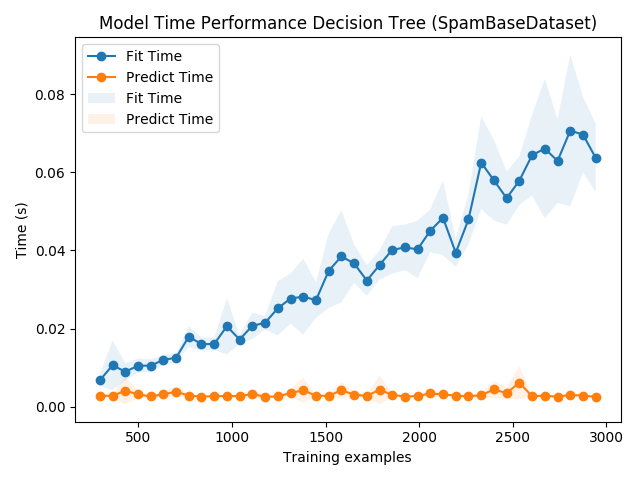 Model Time Performance Decision Tree (SpamBaseDataset)
Fit Time
Predict Time
Fit Time
Predict Time
0.08
0.06
0.04
0.02
0.00
Time (s)
500 1000 1500 2000 2500 3000
Training examples